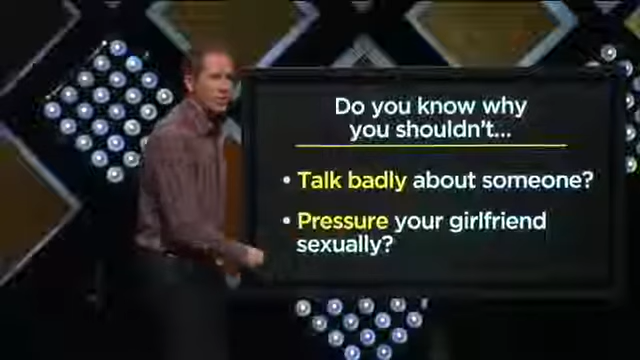 Do you know why
you shouldn't...
• Talk badly about someone?
• Pressure your girlfriend
sexually?